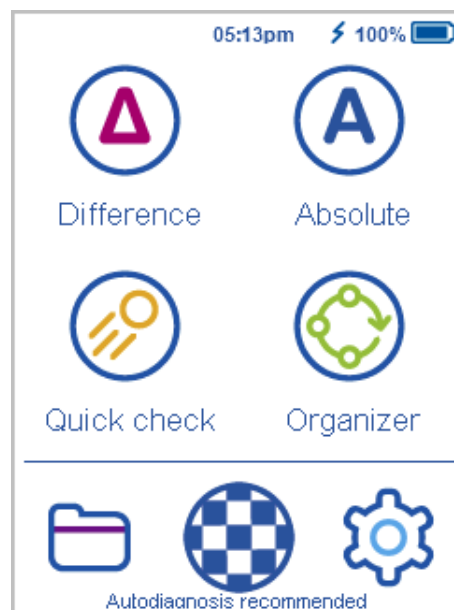 05:13pm 100%
Δ A
Difference Absolute
Quick check Organizer
Autodiagnosis recommended